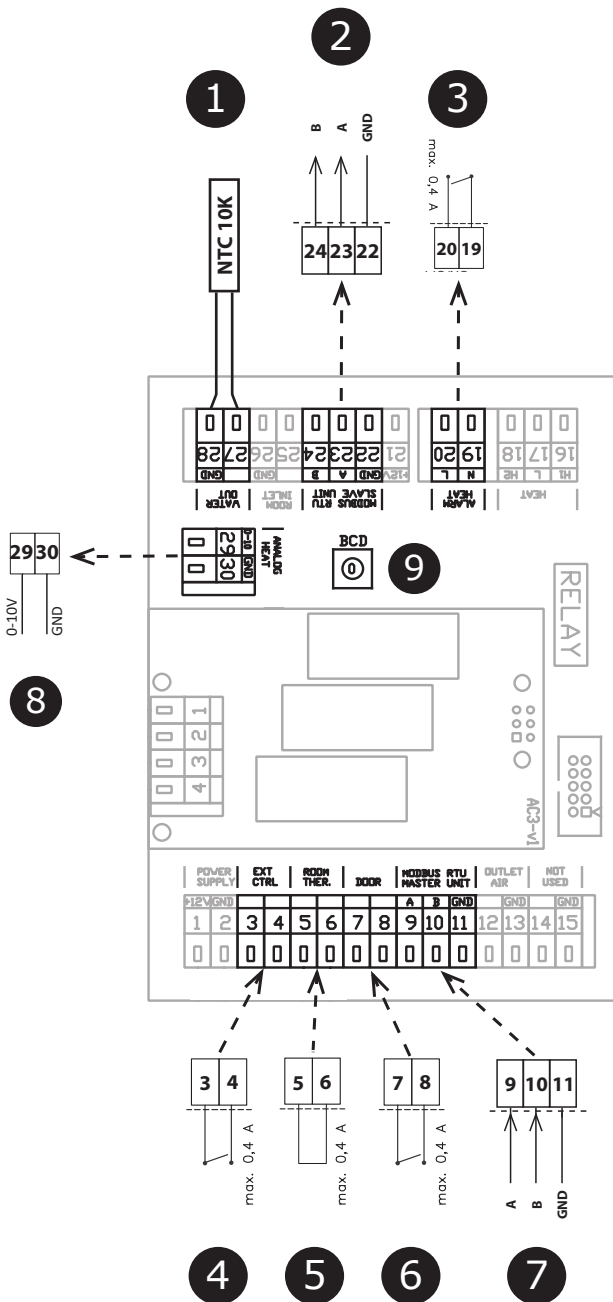 2
1
3
B A GND
max. 0,4 A
NTC 10K
24 23 22
20 19
28 27 26 25 24 23 22 21
GND GND B A GND +12V
VATER OUT
ROOM INLET
MODBUS RTU SLAVE UNIT
20 19 18 17 16
L N H2 L H1
ALARM HEAT
HEAT
29 30
0-10V GND
8
29 30
0-10 GND
ANALOG HEAT
BCD
0
9
RELAY
1
2
3
4
AC3-v1
POWER SUPPLY
EXT CTRL
ROOM THER.
DOOR
MODBUS RTU MASTER UNIT
OUTLET AIR
NOT USED
+12V GND A B GND GND GND
1 2 3 4 5 6 7 8 9 10 11 12 13 14 15
3 4
5 6
7 8
9 10 11
max. 0,4 A
max. 0,4 A
max. 0,4 A
A B GND
4
5
6
7